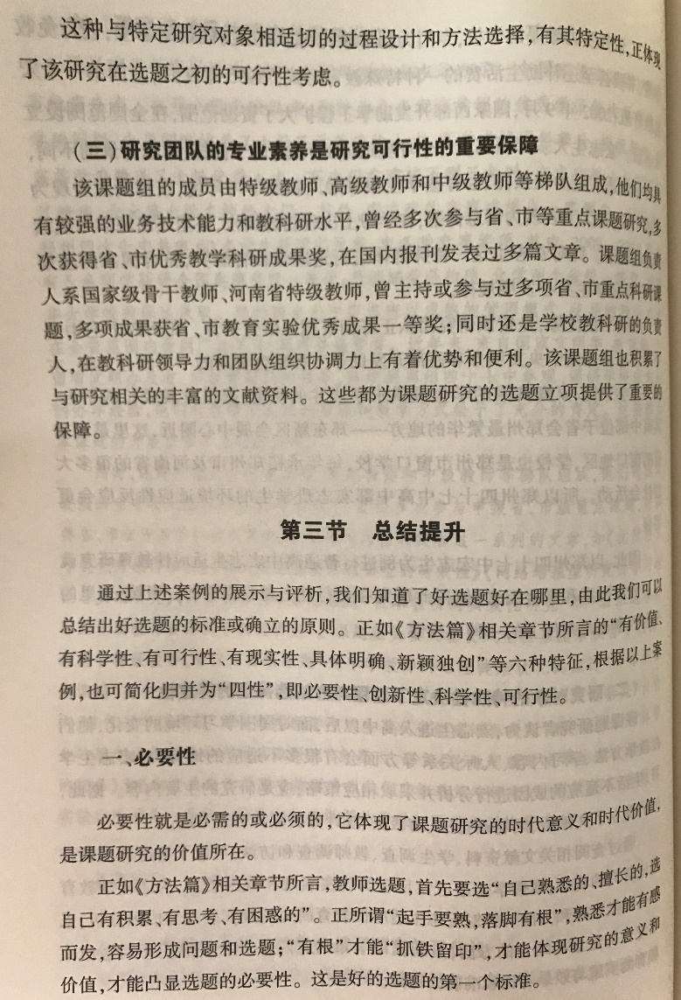 这种与特定研究对象相适切的过程设计和方法选择,有其特定性,正体现
了该研究在选题之初的可行性考虑。
(三)研究团队的专业素养是研究可行性的重要保障
该课题组的成员由特级教师、高级教师和中级教师等梯队组成,他们均具
有较强的业务技术能力和教科研水平,曾经多次参与省、市等重点课题研究,多
次获得省、市优秀教学科研成果奖,在国内报刊发表过多篇文章。课题组负责
人系国家级骨干教师、河南省特级教师,曾主持或参与过多项省、市重点科研课
题,多项成果获省、市教育实验优秀成果一等奖;同时还是学校教科研的负责
人,在教科研领导力和团队组织协调力上有着优势和便利。该课题组也积累了
与研究相关的丰富的文献资料。这些都为课题研究的选题立项提供了重要的
保障。
第三节 总结提升
通过上述案例的展示与评析,我们知道了好选题好在哪里,由此我们可以
总结出好选题的标准或确立的原则。正如《方法篇》相关章节所言的“有价值、
有科学性、有可行性、有现实性、具体明确、新颖独创”等六种特征,根据以上案
例,也可简化归并为“四性”,即必要性、创新性、科学性、可行性。
一、必要性
必要性就是必需的或必须的,它体现了课题研究的时代意义和时代价值,
是课题研究的价值所在。
正如《方法篇》相关章节所言,教师选题,首先要选“自己熟悉的、擅长的,选
自己有积累、有思考、有困惑的”。正所谓“起手要熟,落脚有根”,熟悉才能有感
而发,容易形成问题和选题;“有根”才能“抓铁留印”,才能体现研究的意义和
价值,才能凸显选题的必要性。这是好的选题的第一个标准。